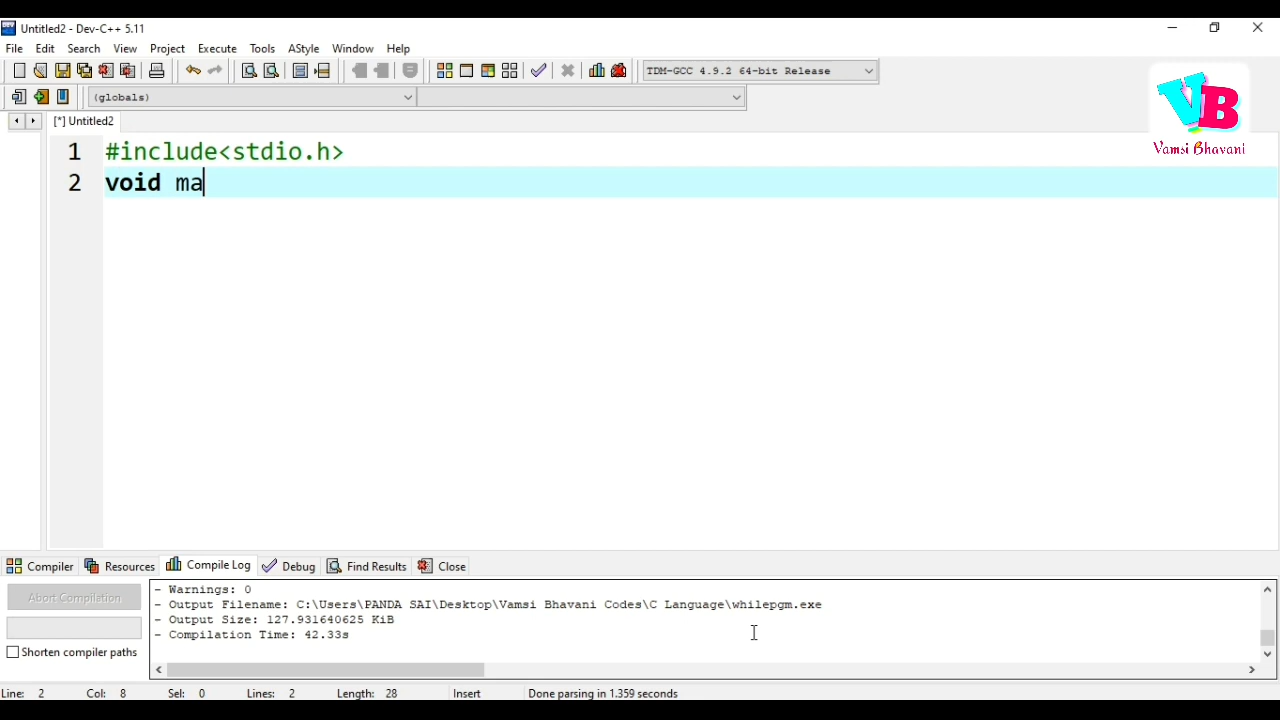 Untitled2 - Dev-C++ 5.11
File Edit Search View Project Execute Tools AStyle Window Help
TDM-GCC 4.9.2 64-bit Release
(globals)
[*] Untitled2
VB
Vamsi Bhavani
1 #include<stdio.h>
2 void ma
Compiler Resources Compile Log Debug Find Results Close
Abort Compilation
Shorten compiler paths
- Warnings: 0
- Output Filename: C:\Users\PANDA SAI\Desktop\Vamsi Bhavani Codes\C Language\whilepgm.exe
- Output Size: 127.931640625 KiB
- Compilation Time: 42.33s
Line: 2 Col: 8 Sel: 0 Lines: 2 Length: 28 Insert Done parsing in 1.359 seconds